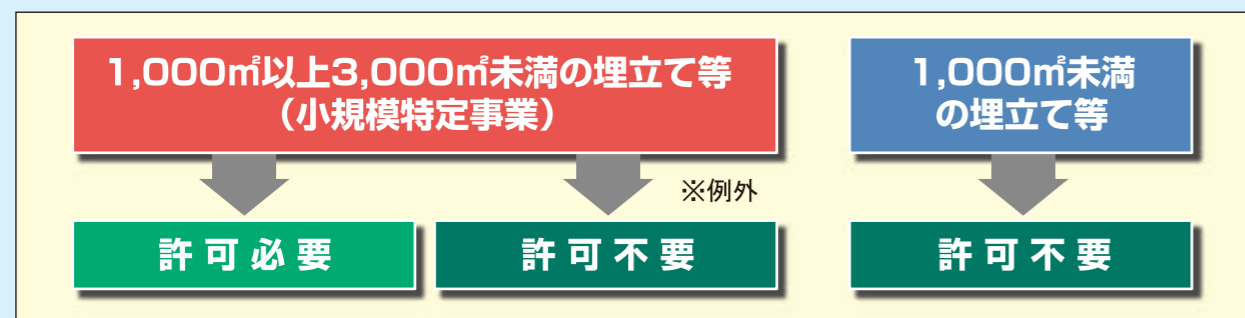 1,000㎡以上3,000㎡未満の埋立て等
（小規模特定事業）
1,000㎡未満
の埋立て等
※例外
許可必要
許可不要
許可不要